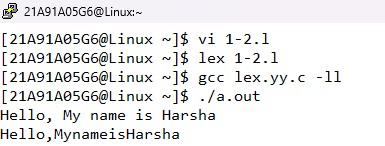 21A91A05G6@Linux:~
[21A91A05G6@Linux ~]$ vi 1-2.l
[21A91A05G6@Linux ~]$ lex 1-2.l
[21A91A05G6@Linux ~]$ gcc lex.yy.c -ll
[21A91A05G6@Linux ~]$ ./a.out
Hello, My name is Harsha
Hello,MynameisHarsha